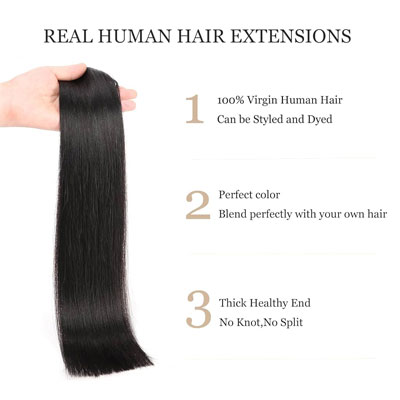 REAL HUMAN HAIR EXTENSIONS
1
100% Virgin Human Hair
Can be Styled and Dyed
2
Perfect color
Blend perfectly with your own hair
3
Thick Healthy End
No Knot,No Split